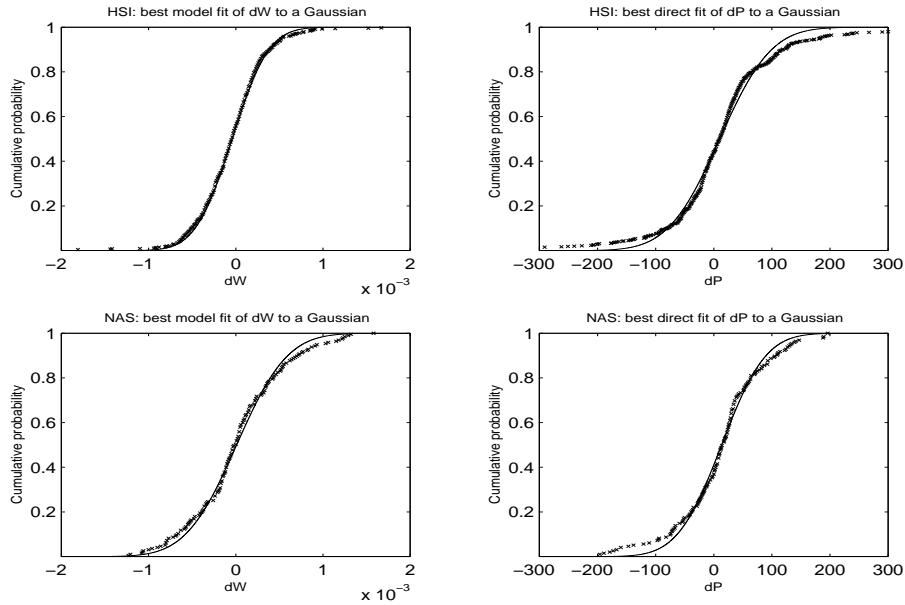 HSI: best model fit of dW to a Gaussian
1
0.8
0.6
0.4
0.2
Cumulative probability
−2 −1 0 1 2
dW
x 10−3
HSI: best direct fit of dP to a Gaussian
1
0.8
0.6
0.4
0.2
Cumulative probability
−300 −200 −100 0 100 200 300
dP
NAS: best model fit of dW to a Gaussian
1
0.8
0.6
0.4
0.2
Cumulative probability
−2 −1 0 1 2
dW
x 10−3
NAS: best direct fit of dP to a Gaussian
1
0.8
0.6
0.4
0.2
Cumulative probability
−300 −200 −100 0 100 200 300
dP